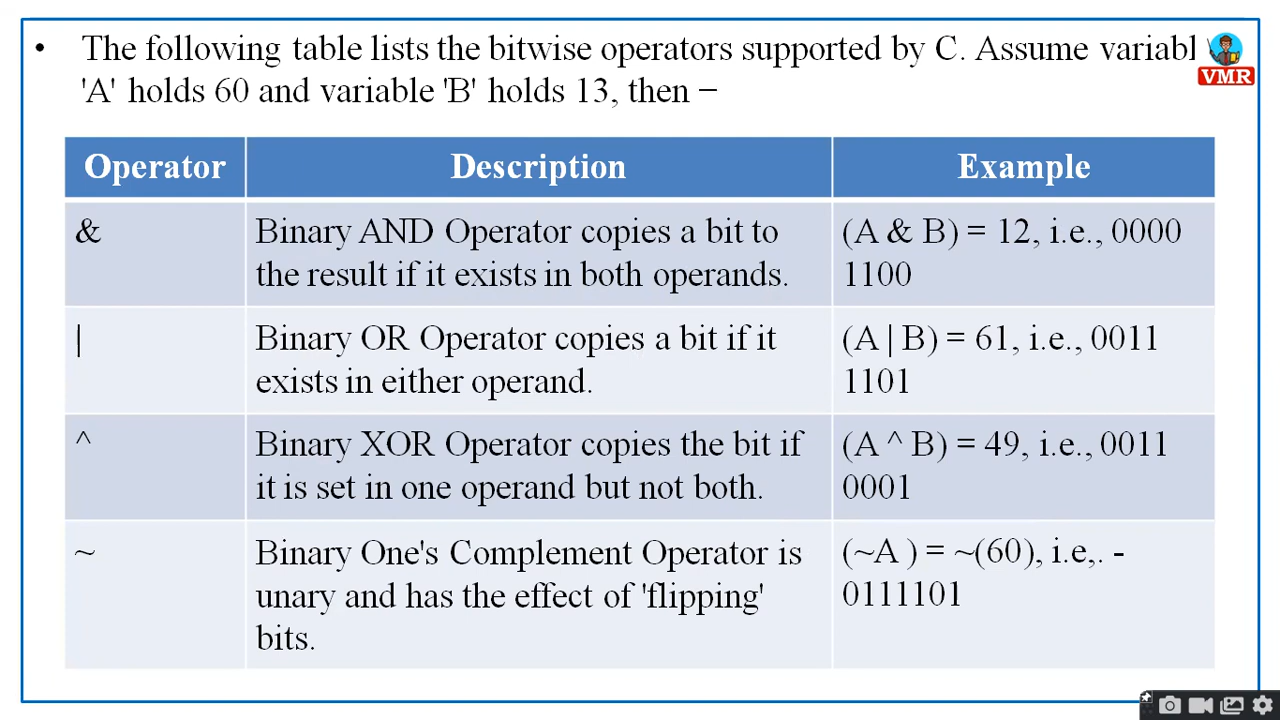 • The following table lists the bitwise operators supported by C. Assume variabl
'A' holds 60 and variable 'B' holds 13, then −
VMR
Operator Description Example
& Binary AND Operator copies a bit to (A & B) = 12, i.e., 0000
the result if it exists in both operands. 1100
| Binary OR Operator copies a bit if it (A | B) = 61, i.e., 0011
exists in either operand. 1101
^ Binary XOR Operator copies the bit if (A ^ B) = 49, i.e., 0011
it is set in one operand but not both. 0001
~ Binary One's Complement Operator is (~A ) = ~(60), i.e,. -
unary and has the effect of 'flipping' 0111101
bits.